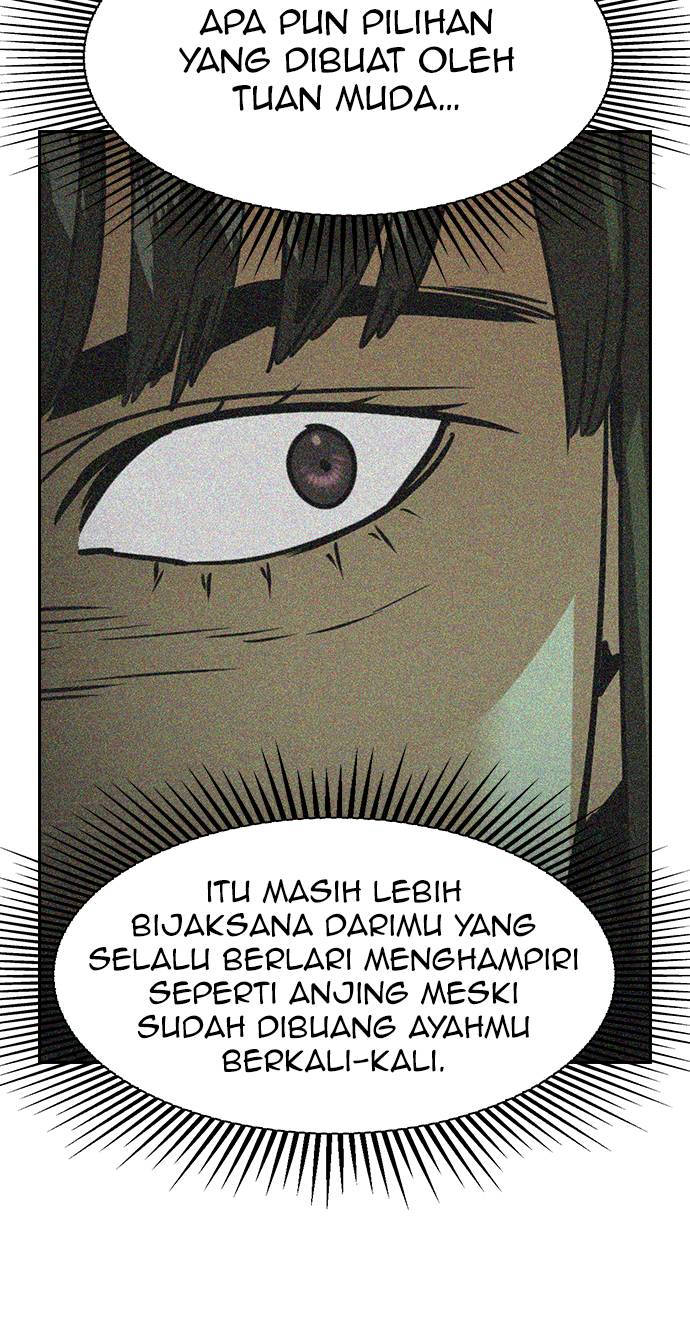 APA PUN PILIHAN
YANG DIBUAT OLEH
TUAN MUDA...
ITU MASIH LEBIH
BIJAKSANA DARIMU YANG
SELALU BERLARI MENGHAMPIRI
SEPERTI ANJING MESKI
SUDAH DIBUANG AYAHMU
BERKALI-KALI.